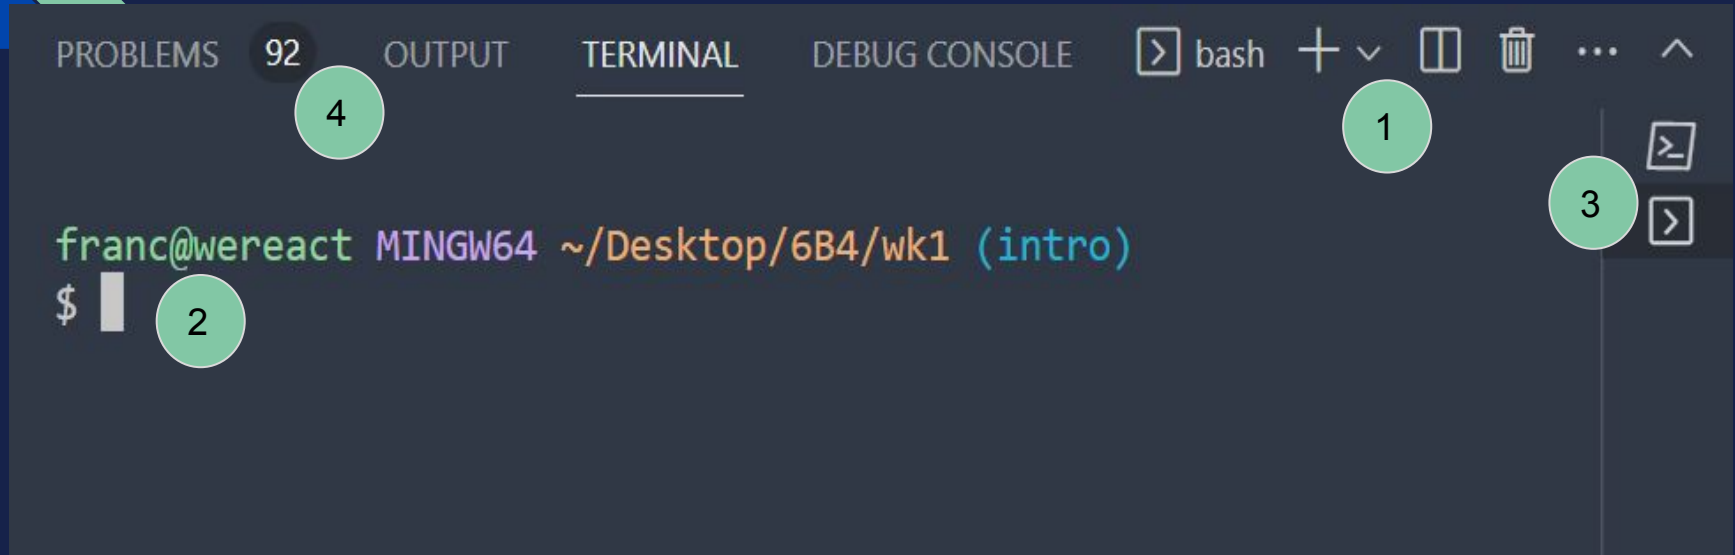 PROBLEMS 92 OUTPUT TERMINAL DEBUG CONSOLE bash
4
1
3
franc@wereact MINGW64 ~/Desktop/6B4/wk1 (intro)
$
2